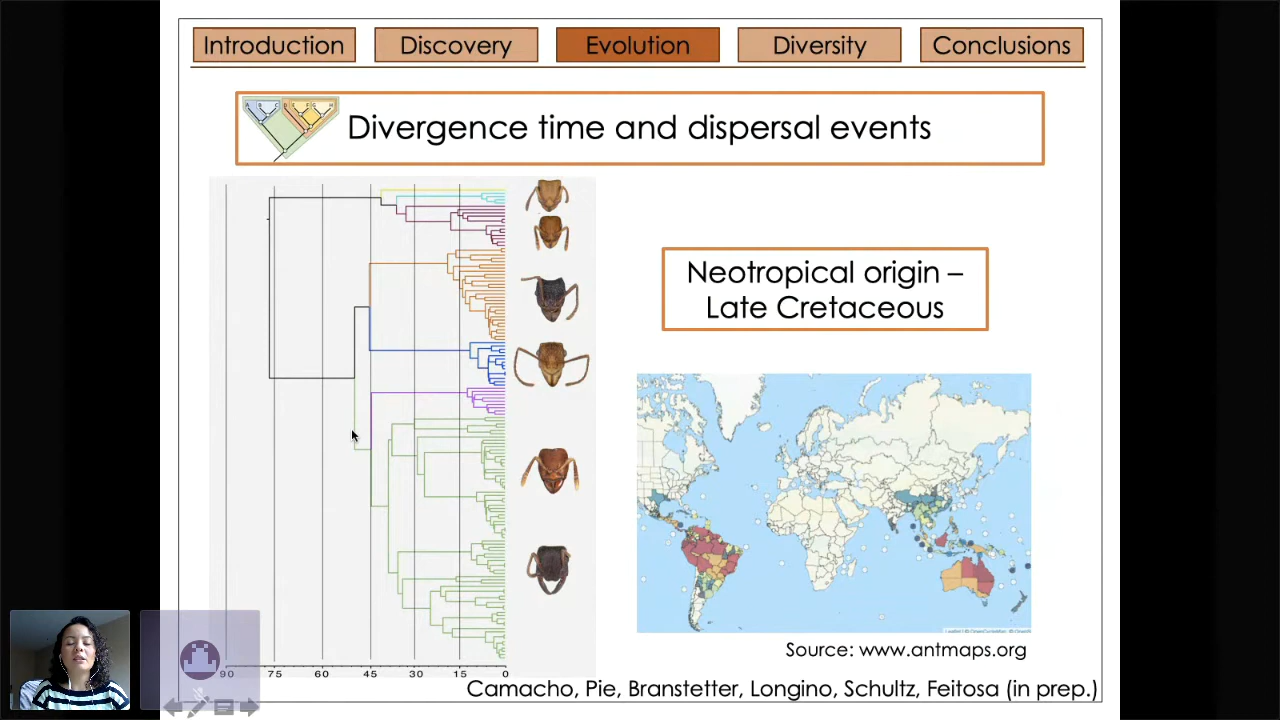 Introduction
Discovery
Evolution
Diversity
Conclusions
Divergence time and dispersal events
Neotropical origin –
Late Cretaceous
90 75 60 45 30 15 0
Source: www.antmaps.org
Camacho, Pie, Branstetter, Longino, Schultz, Feitosa (in prep.)